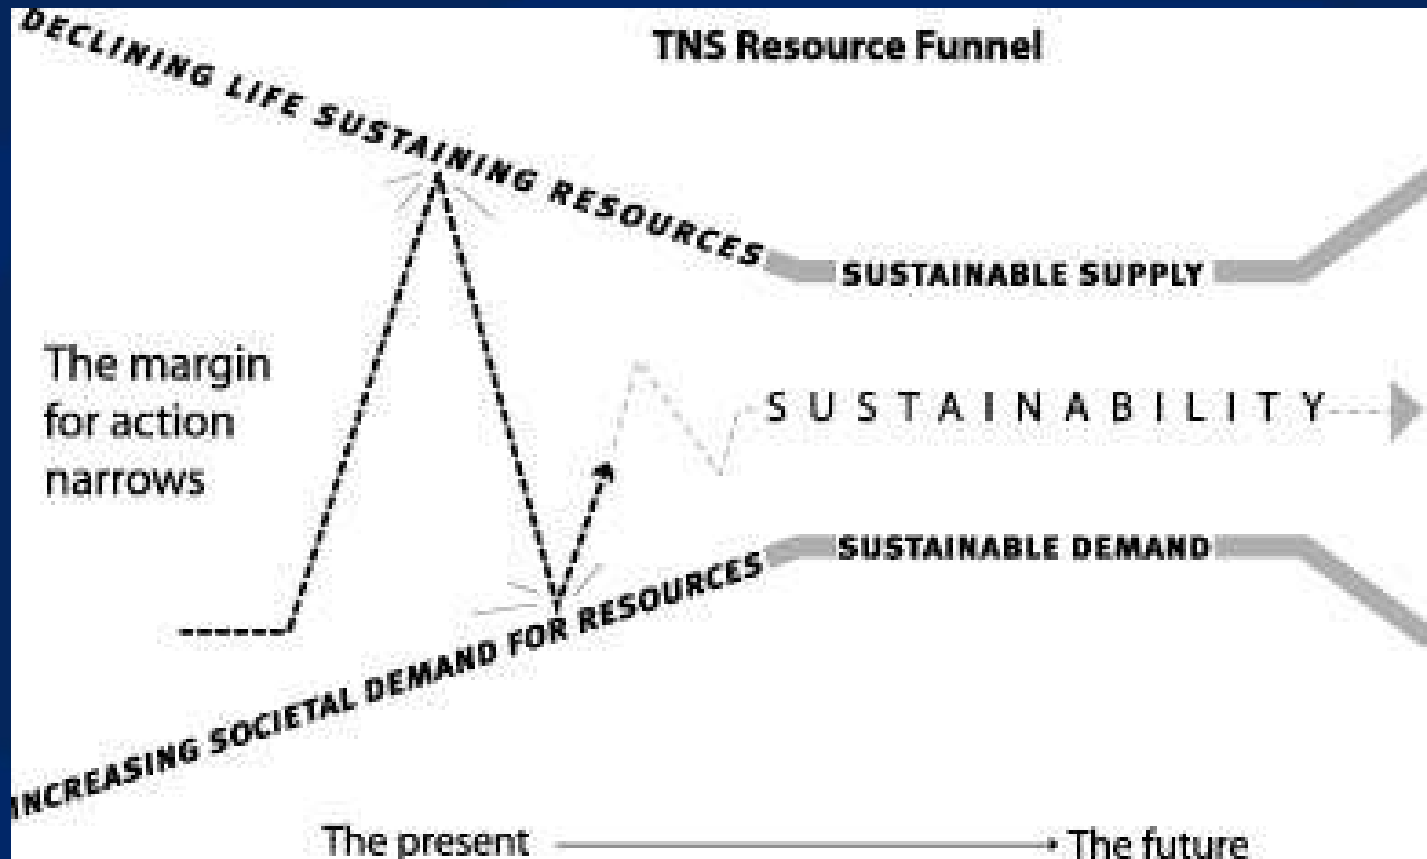 TNS Resource Funnel
DECLINING LIFE SUSTAINING RESOURCES
SUSTAINABLE SUPPLY
The margin
for action
narrows
SUSTAINABILITY
SUSTAINABLE DEMAND
INCREASING SOCIETAL DEMAND FOR RESOURCES
The present
The future